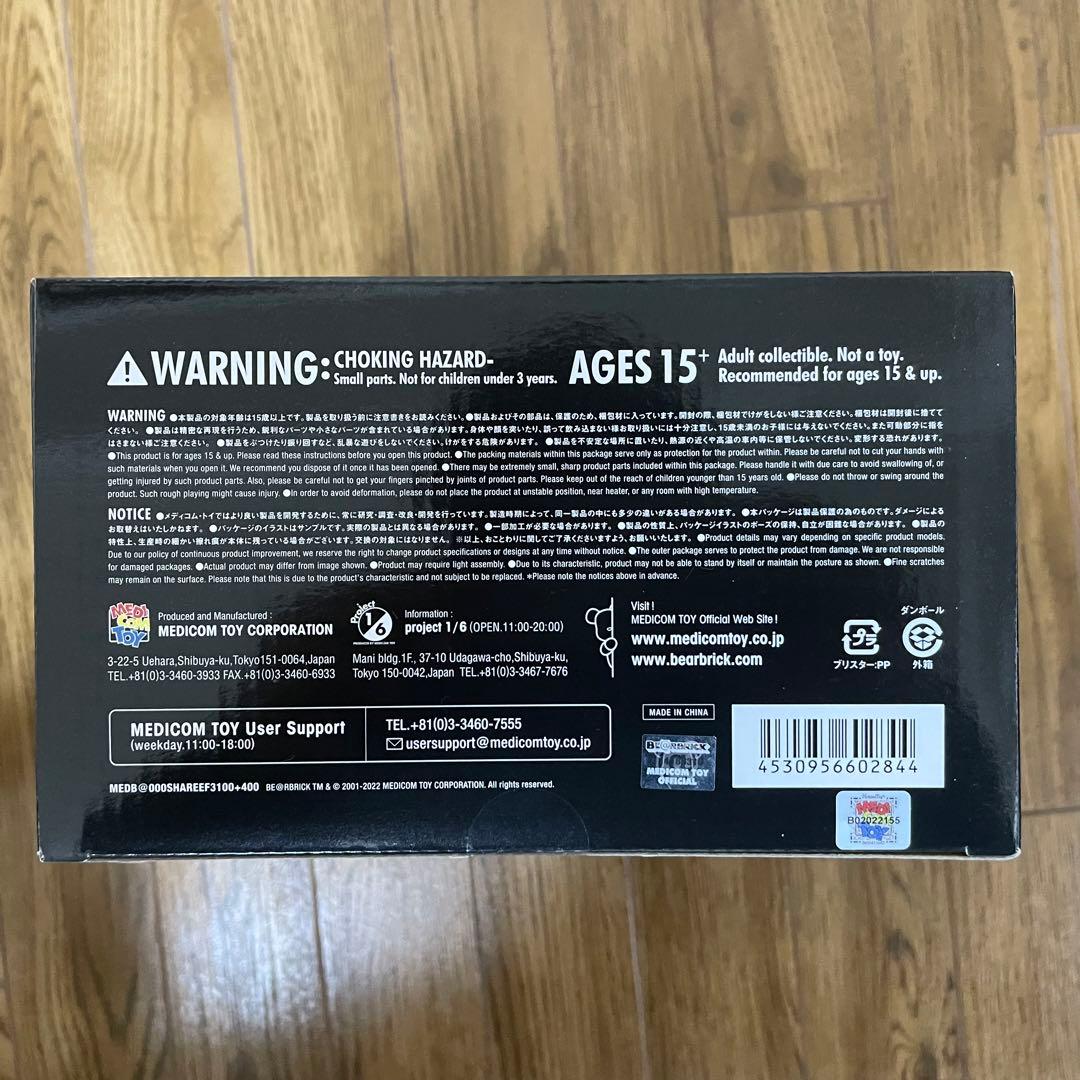 WARNING: CHOKING HAZARD-
Small parts. Not for children under 3 years.
AGES 15+ Adult collectible. Not a toy.
Recommended for ages 15 & up.
WARNING ●本製品の対象年齢は15歳以上です。製品を取り扱う前に注意書きをお読みください。●製品およびその部品は、保護のため、梱包材に入っています。開封の際、梱包材でけがをしない様ご注意ください。梱包材は開封後に捨てて
ください。●製品は精密な再現を行うため、鋭利なパーツや小さなパーツが含まれている場合があります。身体や顔を突いたり、誤って飲み込まない様お取り扱いには十分注意し、15歳未満のお子様には与えないでください。また可動部分に指を
はさまない様ご注意ください。●製品をぶつけたり振り回すなど、乱暴な遊びをしないでください。けがをする危険があります。●製品を不安定な場所に置いたり、熱源の近くや高温の車内等に保管しないでください。変形する恐れがあります。
●This product is for ages 15 & up. Please read these instructions before you open this product. ●The packing materials within this package serve only as protection for the product within. Please be careful not to cut your hands with
such materials when you open it. We recommend you dispose of it once it has been opened. ●There may be extremely small, sharp product parts included within this package. Please handle it with due care to avoid swallowing of, or
getting injured by such product parts. Also, please be careful not to get your fingers pinched by joints of product parts. Please keep out of the reach of children younger than 15 years old. ●Please do not throw or swing around the
product. Such rough playing might cause injury. ●In order to avoid deformation, please do not place the product at unstable position, near heater, or any room with high temperature.
NOTICE ●メディコム・トイではより良い製品を開発するために、常に研究・調査・改良・開発を行っています。製造時期によって、同一製品の中にも多少の違いがある場合があります。●本パッケージは製品保護の為のものです。ダメージによる
お取替えはいたしかねます。●パッケージのイラストはサンプルです。実際の製品とは異なる場合があります。●一部加工が必要な場合があります。●製品の性質上、パッケージイラストのポーズの保持、自立が困難な場合があります。●製品の
特性上、生産時の細かい擦れ痕が本体に残っている場合がございます。交換の対象にはなりません。※以上、おことわりに関してご了承くださいますよう、お願いいたします。●Product details may vary depending on specific product models.
Due to our policy of continuous product improvement, we reserve the right to change product specifications or designs at any time without notice. ●The outer package serves to protect the product from damage. We are not responsible
for damaged packages. ●Actual product may differ from image shown. ●Product may require light assembly. ●Due to its characteristic, product may not be able to stand by itself or maintain the posture as shown. ●Fine scratches
may remain on the surface. Please note that this is due to the product's characteristic and not subject to be replaced. *Please note the notices above in advance.
MEDI COM TOY
Produced and Manufactured :
MEDICOM TOY CORPORATION
3-22-5 Uehara,Shibuya-ku,Tokyo151-0064,Japan
TEL.+81(0)3-3460-3933 FAX.+81(0)3-3460-6933
Project 1/6
Information :
project 1/6 (OPEN.11:00-20:00)
Mani bldg.1F., 37-10 Udagawa-cho,Shibuya-ku,
Tokyo 150-0042,Japan TEL.+81(0)3-3467-7676
Visit !
MEDICOM TOY Official Web Site !
www.medicomtoy.co.jp
www.bearbrick.com
プラ
ブリスター:PP
ダンボール
外箱
MEDICOM TOY User Support
(weekday.11:00-18:00)
TEL.+81(0)3-3460-7555
usersupport@medicomtoy.co.jp
MADE IN CHINA
BE@RBRICK
MEDICOM TOY
OFFICIAL
4530956602844
MEDB@000SHAREEF3100+400 BE@RBRICK TM & © 2001-2022 MEDICOM TOY CORPORATION. All rights reserved.
MEDI
B02022155
TOY